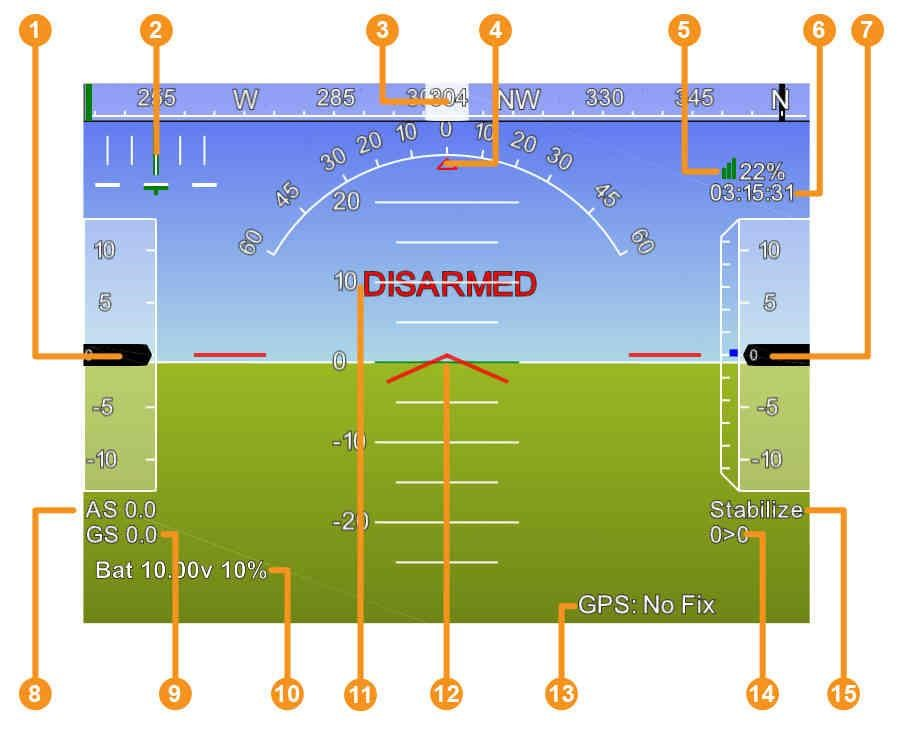 1 2 3 4 5 6 7
255 W 285 304 NW 330 345 N
60 45 30 20 10 0 10 20 30 45 60
22%
03:15:31
20
10 10
10 DISARMED
5 5
0 0 0
-5 -5
-10
-10 -10
AS 0.0 Stabilize
-20
GS 0.0 0>0
Bat 10.00v 10%
GPS: No Fix
8 9 10 11 12 13 14 15